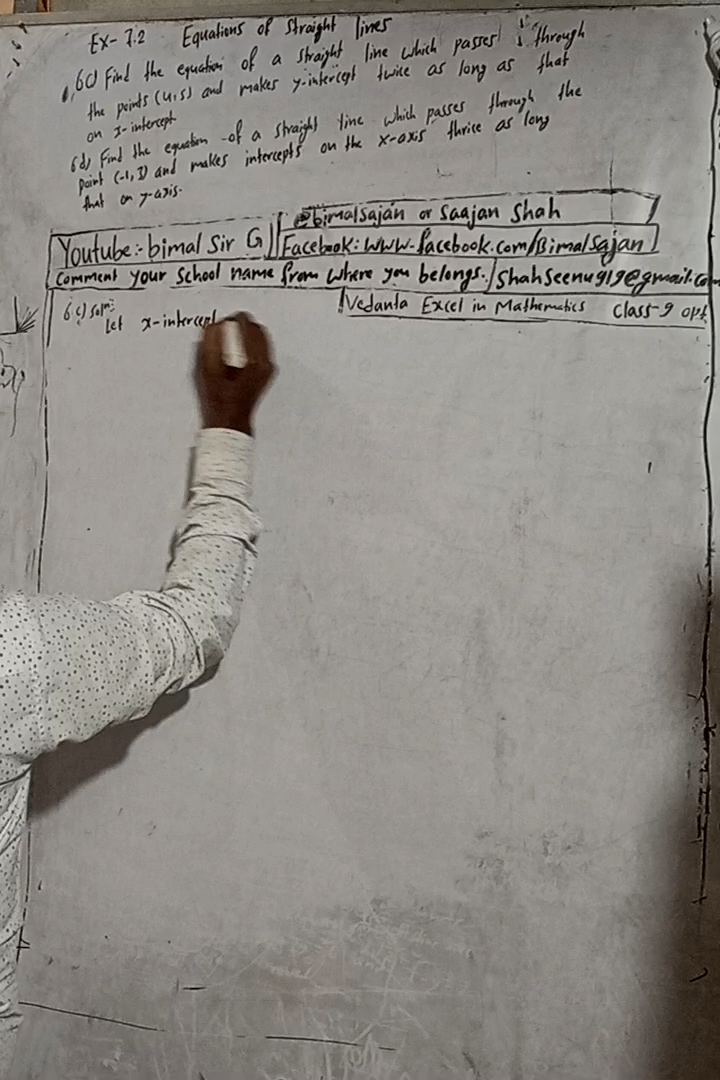 Ex- 7.2 Equations of Straight lines
6c) Find the equation of a straight line which passes through
the points (4,5) and makes y-intercept twice as long as that
on x-intercept.
6d) Find the equation of a straight line which passes through the
point (-1,3) and makes intercepts on the x-axis thrice as long
that on y-axis.
@bimalsajan or Saajan Shah
Youtube:- bimal Sir G
Facebook: www.facebook.com/Bimalsajan
Comment your School name from where you belongs./shahseenu919@gmail.com
Vedanta Excel in Mathematics Class-9 opt
6c) Solnː
Let x-intercept